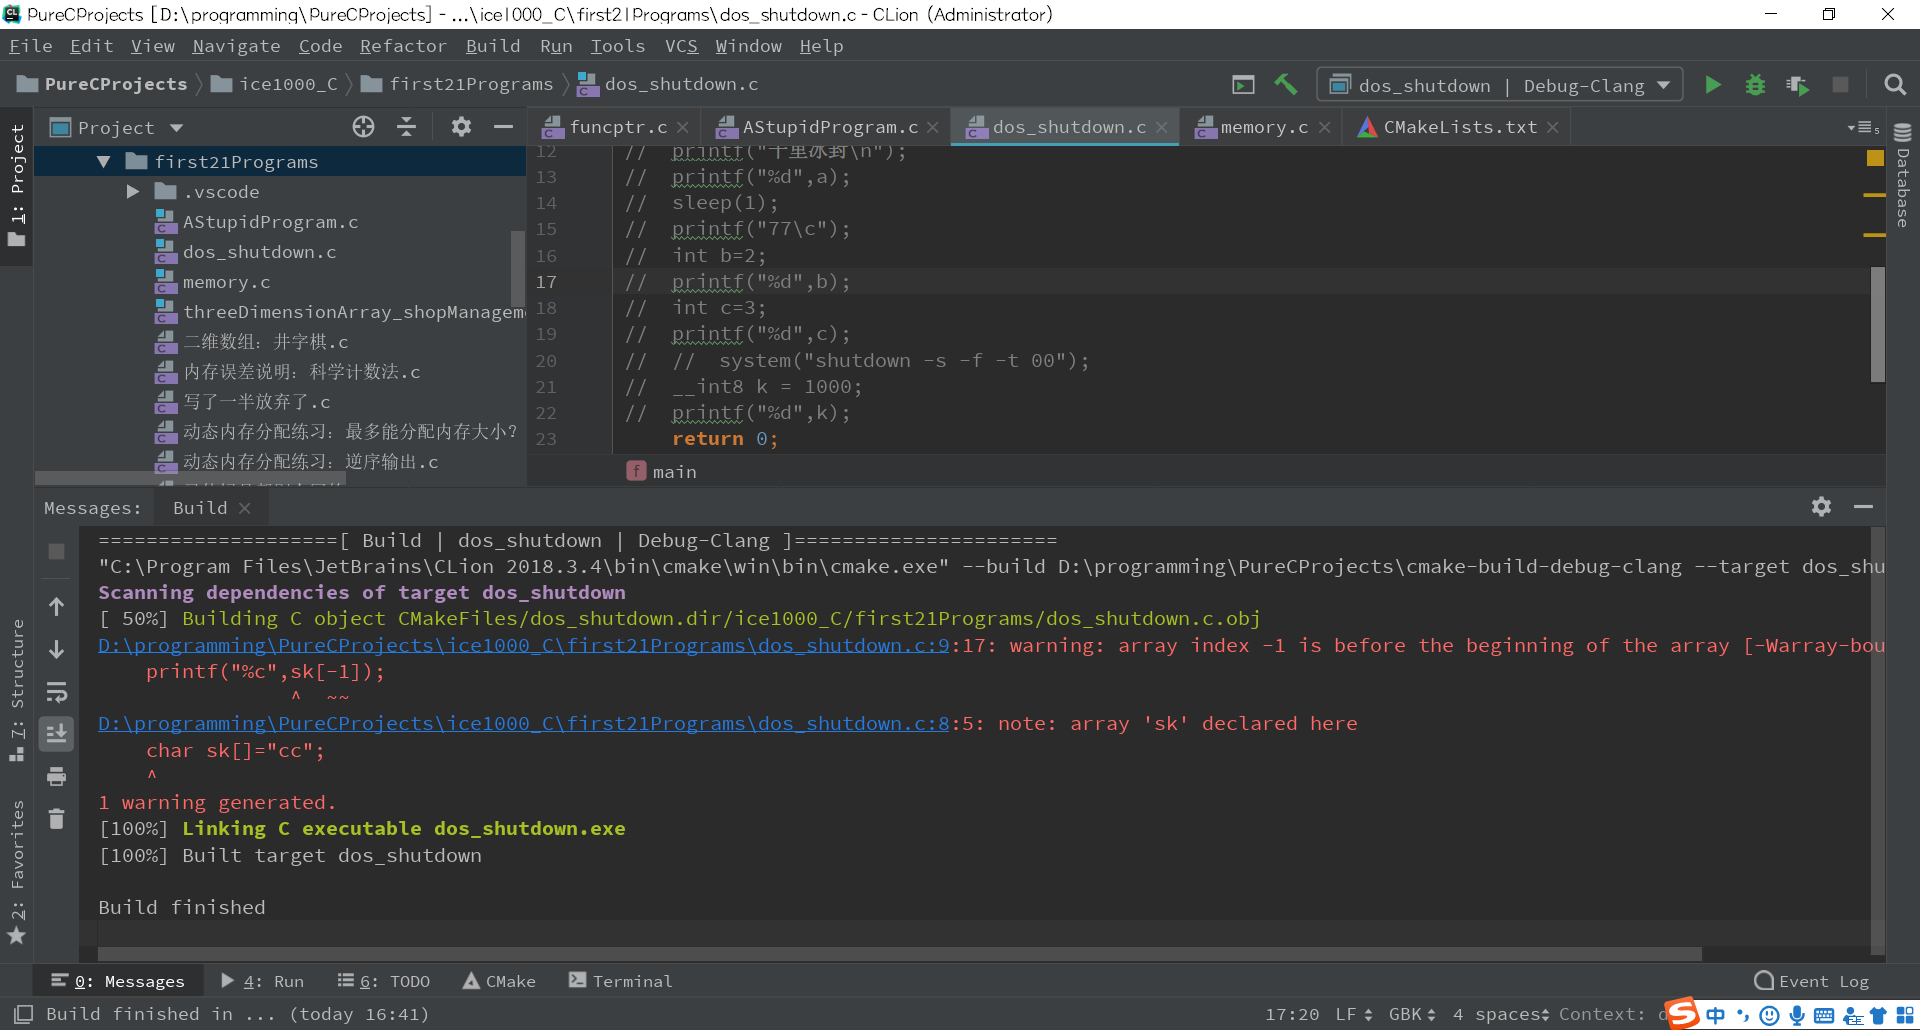 PureCProjects [D:\programming\PureCProjects] - ...\ice1000_C\first21Programs\dos_shutdown.c - CLion (Administrator)
File Edit View Navigate Code Refactor Build Run Tools VCS Window Help
PureCProjects ice1000_C first21Programs dos_shutdown.c dos_shutdown | Debug-Clang
Project
funcptr.c AStupidProgram.c dos_shutdown.c memory.c CMakeLists.txt
1: Project
7: Structure
2: Favorites
Database
first21Programs
.vscode
AStupidProgram.c
dos_shutdown.c
memory.c
threeDimensionArray_shopManagem
二维数组：井字棋.c
内存误差说明：科学计数法.c
写了一半放弃了.c
动态内存分配练习：最多能分配内存大小？
动态内存分配练习：逆序输出.c
12 // printf("千里冰封\n");
13 // printf("%d",a);
14 // sleep(1);
15 // printf("77\c");
16 // int b=2;
17 // printf("%d",b);
18 // int c=3;
19 // printf("%d",c);
20 // // system("shutdown -s -f -t 00");
21 // __int8 k = 1000;
22 // printf("%d",k);
23 return 0;
f main
Messages: Build
====================[ Build | dos_shutdown | Debug-Clang ]======================
"C:\Program Files\JetBrains\CLion 2018.3.4\bin\cmake\win\bin\cmake.exe" --build D:\programming\PureCProjects\cmake-build-debug-clang --target dos_shu
Scanning dependencies of target dos_shutdown
[ 50%] Building C object CMakeFiles/dos_shutdown.dir/ice1000_C/first21Programs/dos_shutdown.c.obj
D:\programming\PureCProjects\ice1000_C\first21Programs\dos_shutdown.c:9:17: warning: array index -1 is before the beginning of the array [-Warray-bou
printf("%c",sk[-1]);
^ ~~
D:\programming\PureCProjects\ice1000_C\first21Programs\dos_shutdown.c:8:5: note: array 'sk' declared here
char sk[]="cc";
^
1 warning generated.
[100%] Linking C executable dos_shutdown.exe
[100%] Built target dos_shutdown
Build finished
0: Messages 4: Run 6: TODO CMake Terminal Event Log
Build finished in ... (today 16:41) 17:20 LF GBK 4 spaces Context: d
中